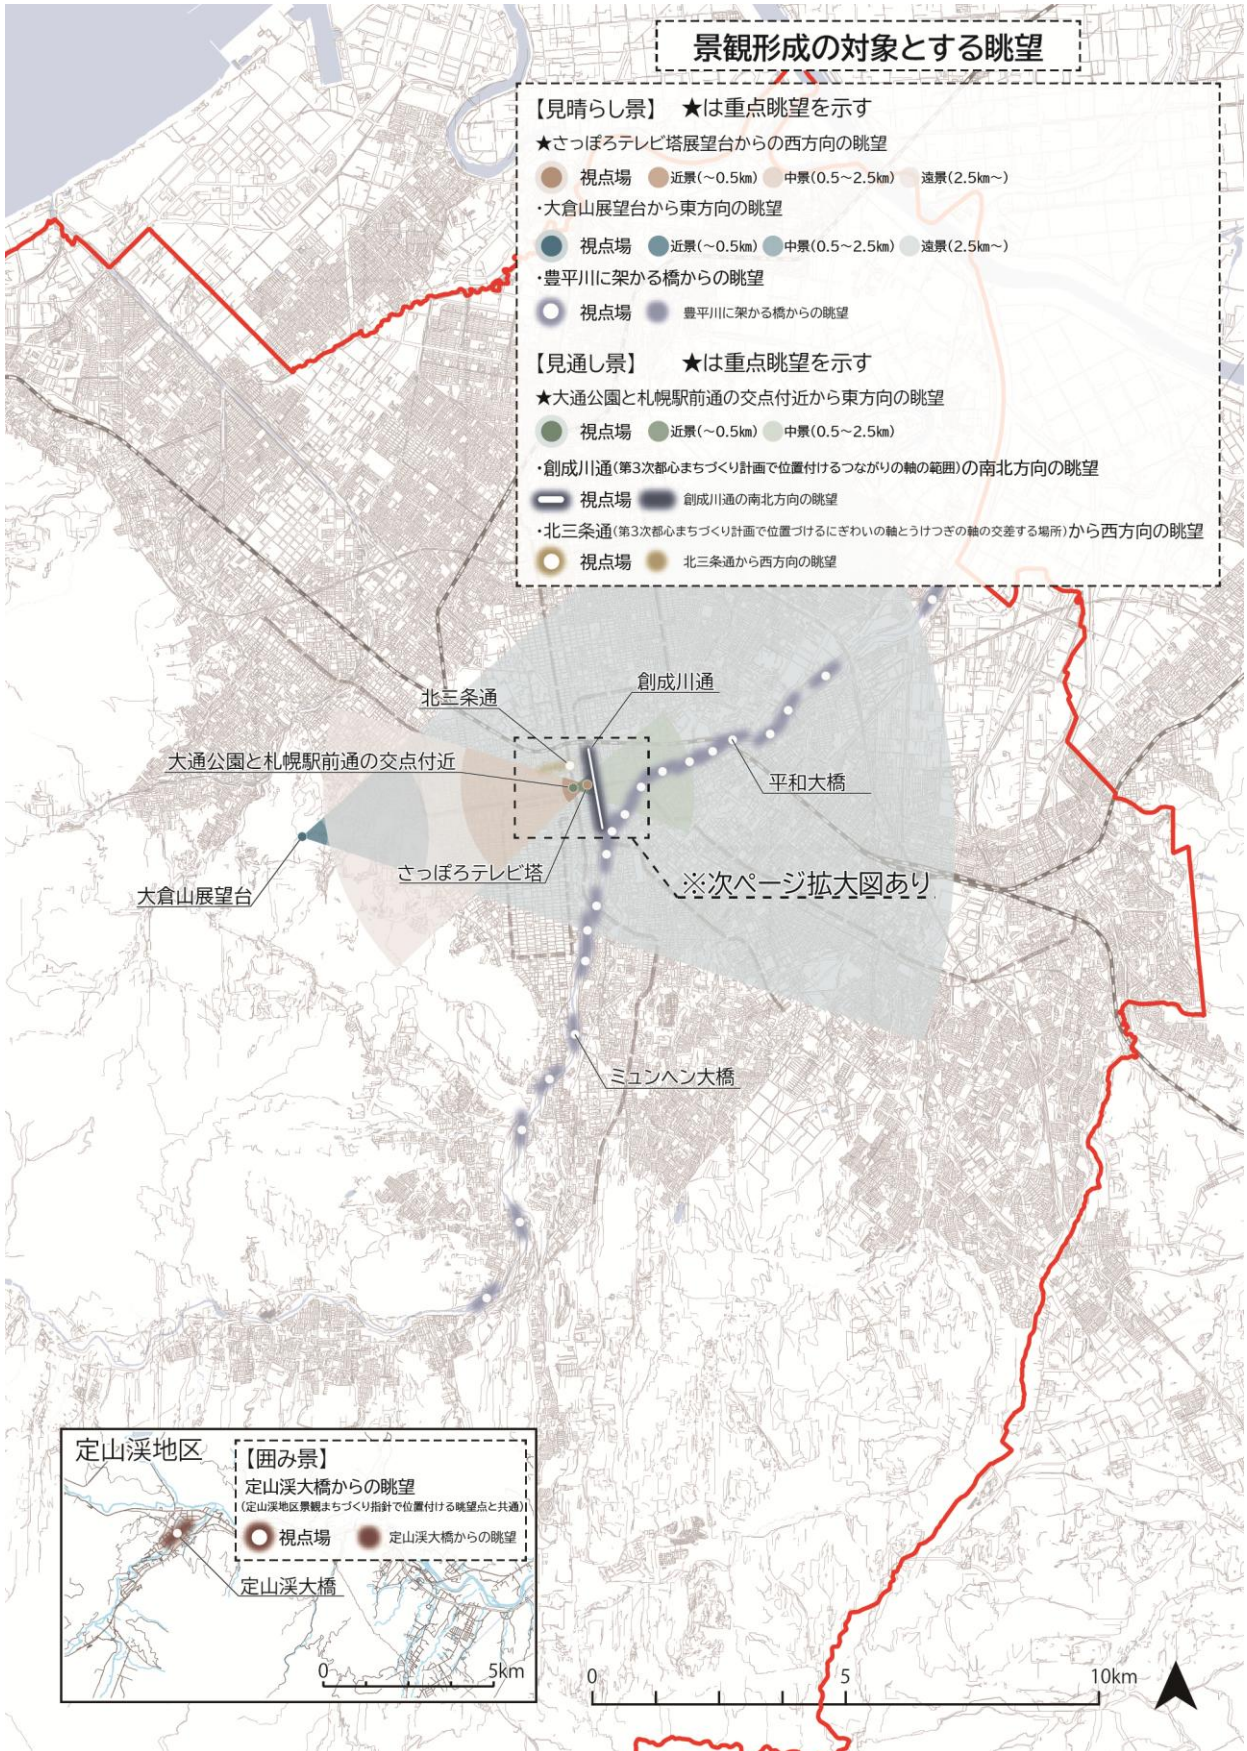 景観形成の対象とする眺望
【見晴らし景】 ★は重点眺望を示す
★さっぽろテレビ塔展望台からの西方向の眺望
視点場 近景(～0.5㎞) 中景(0.5～2.5㎞) 遠景(2.5㎞～)
・大倉山展望台から東方向の眺望
視点場 近景(～0.5㎞) 中景(0.5～2.5㎞) 遠景(2.5㎞～)
・豊平川に架かる橋からの眺望
視点場 豊平川に架かる橋からの眺望
【見通し景】 ★は重点眺望を示す
★大通公園と札幌駅前通の交点付近から東方向の眺望
視点場 近景(～0.5㎞) 中景(0.5～2.5㎞)
・創成川通(第3次都心まちづくり計画で位置付けるつながりの軸の範囲)の南北方向の眺望
視点場 創成川通の南北方向の眺望
・北三条通(第3次都心まちづくり計画で位置づけるにぎわいの軸とうけつぎの軸の交差する場所)から西方向の眺望
視点場 北三条通から西方向の眺望
創成川通
北三条通
大通公園と札幌駅前通の交点付近
平和大橋
さっぽろテレビ塔
※次ページ拡大図あり
大倉山展望台
ミュンヘン大橋
定山渓地区
【囲み景】
定山渓大橋からの眺望
(定山渓地区景観まちづくり指針で位置付ける眺望点と共通)
視点場 定山渓大橋からの眺望
定山渓大橋
0 5km
0 5 10km